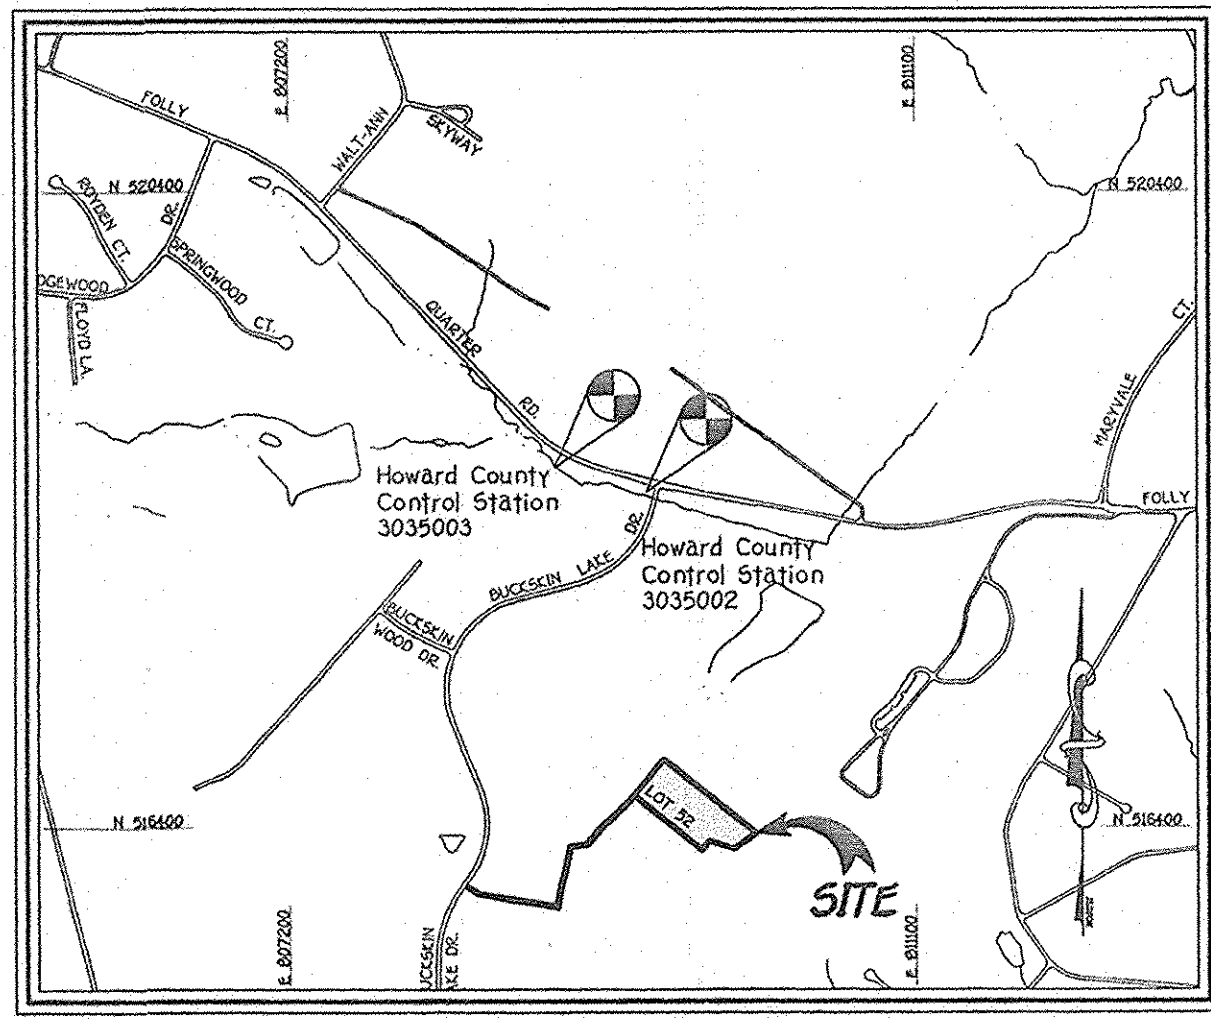 E 807200
E 811100
FOLLY
WALT-ANN
SKYWAY
N 520400
N 520400
ROYDEN CT.
DR.
SPRINGWOOD
CT.
DGEWOOD
FLOYD LA.
QUARTER
RD.
MARYVALE
CT.
Howard County
Control Station
3035003
FOLLY
DR.
BUCKSKIN LAKE
Howard County
Control Station
3035002
BUCKSKIN
WOOD DR.
LOT 52
N 516400
N 516400
SITE
E 807200
E 811100
UCKSKIN
AKE DR.